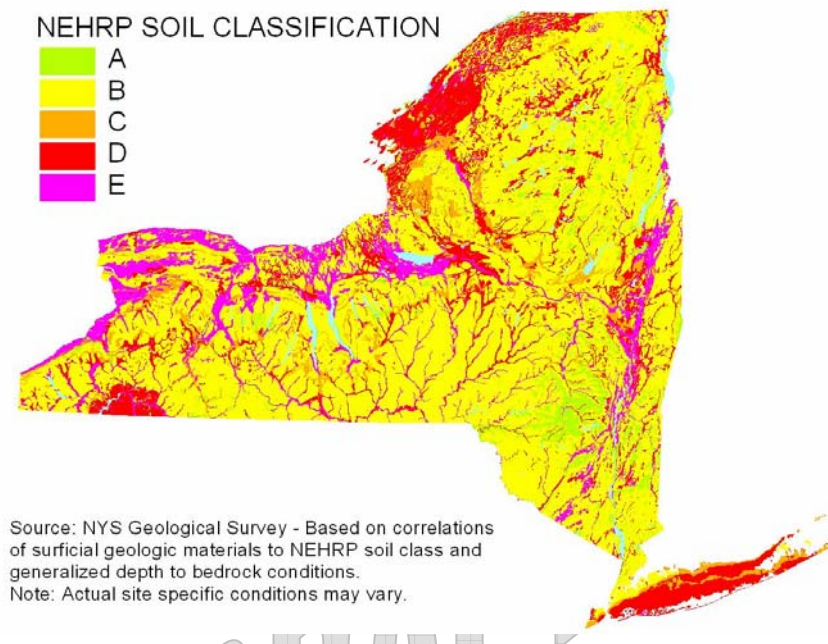 NEHRP SOIL CLASSIFICATION
A
B
C
D
E
Source: NYS Geological Survey - Based on correlations
of surficial geologic materials to NEHRP soil class and
generalized depth to bedrock conditions.
Note: Actual site specific conditions may vary.